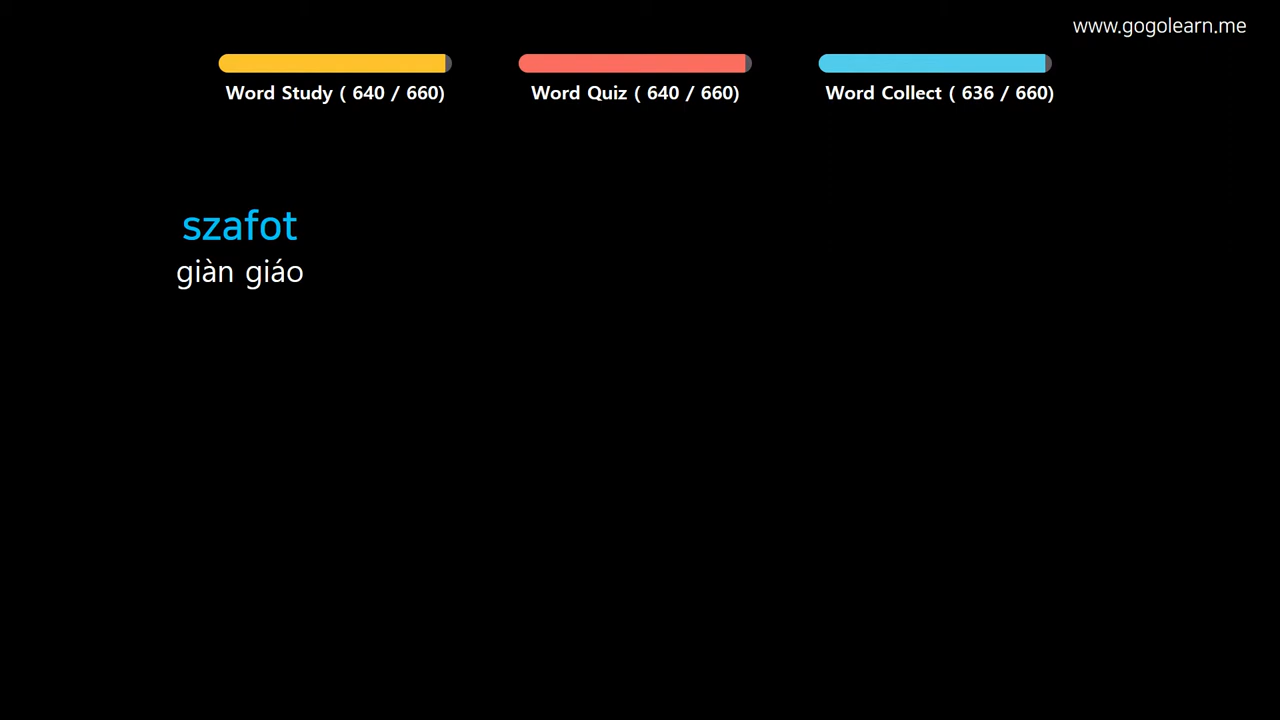 www.gogolearn.me
Word Study ( 640 / 660)
Word Quiz ( 640 / 660)
Word Collect ( 636 / 660)
szafot
giàn giáo